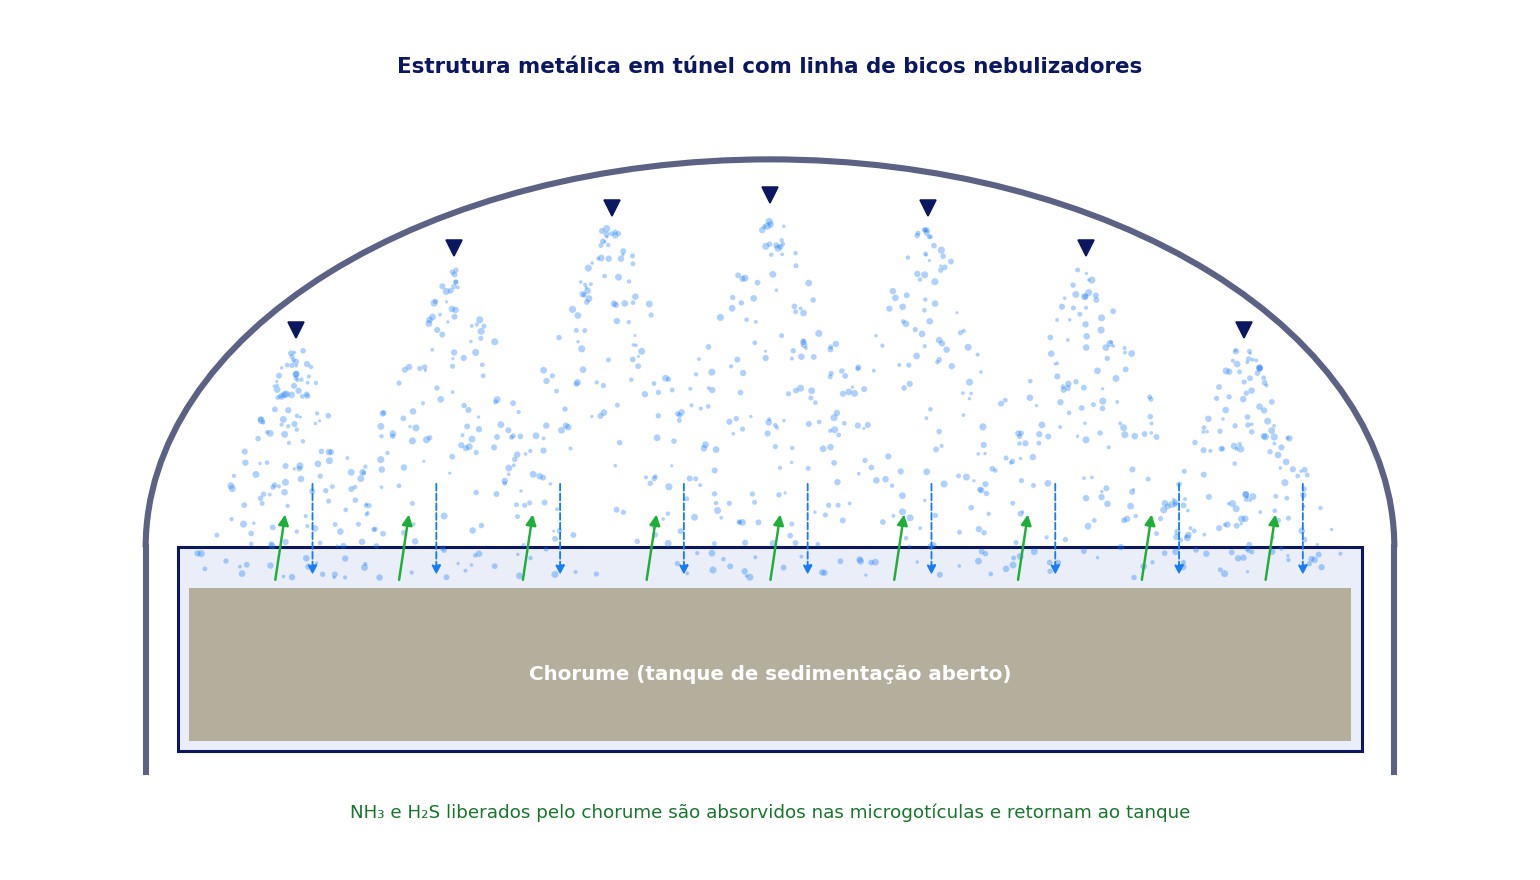 Estrutura metálica em túnel com linha de bicos nebulizadores
Chorume (tanque de sedimentação aberto)
NH₃ e H₂S liberados pelo chorume são absorvidos nas microgotículas e retornam ao tanque